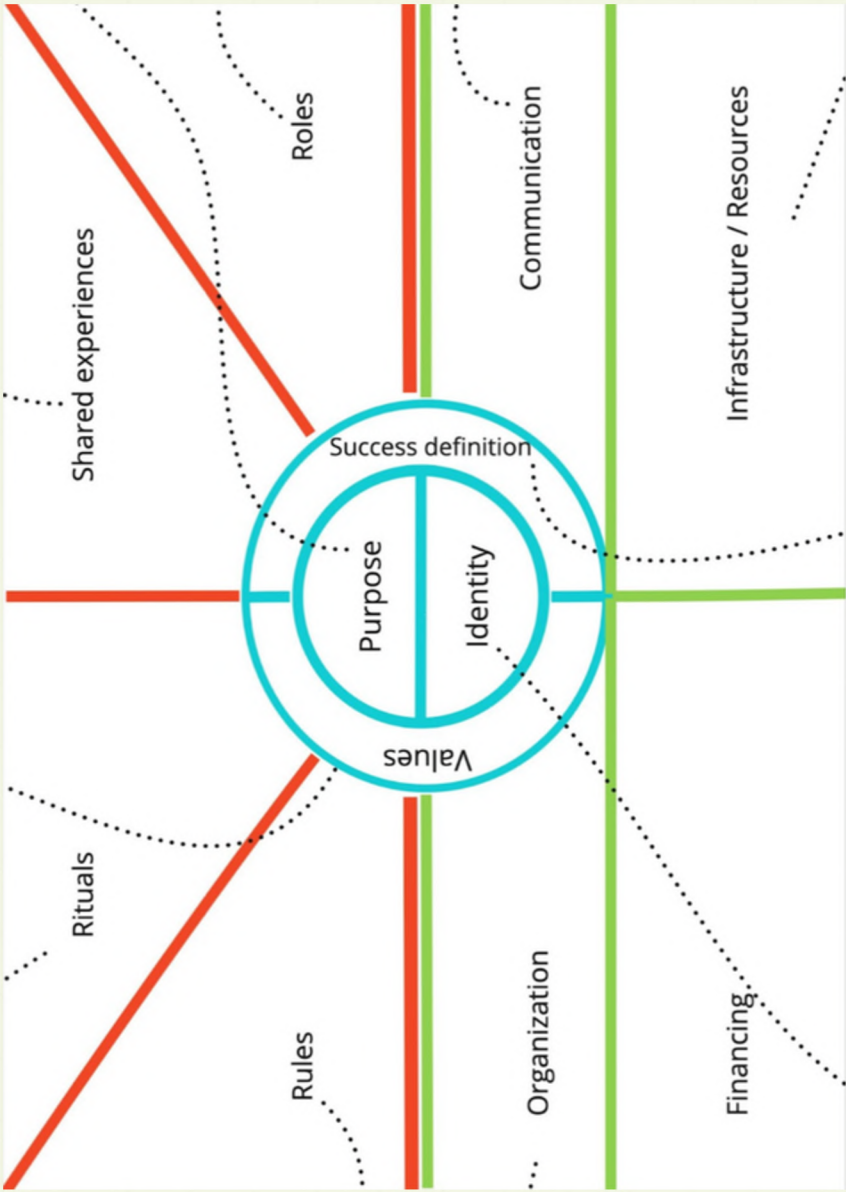 Rituals
Shared experiences
Rules
Roles
Purpose
Identity
Values
Success definition
Organization
Communication
Financing
Infrastructure / Resources